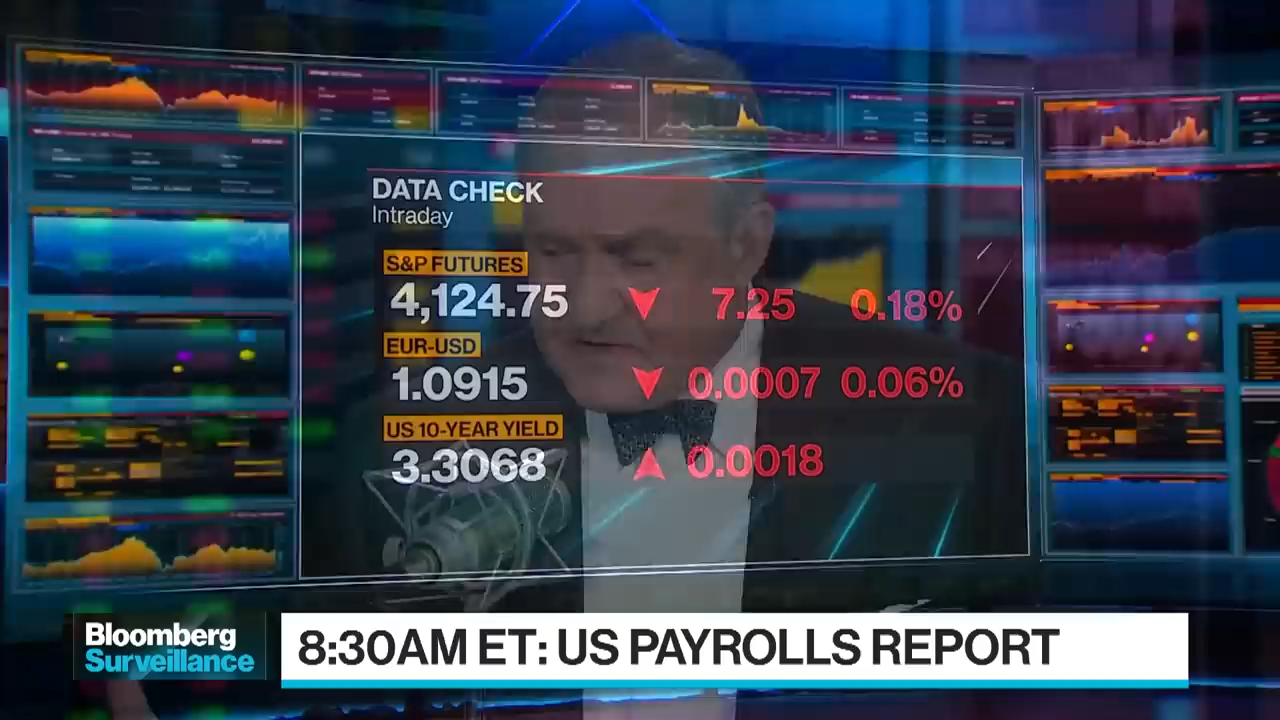 DATA CHECK
Intraday
S&P FUTURES
4,124.75 ▼ 7.25 0.18%
EUR-USD
1.0915 ▼ 0.0007 0.06%
US 10-YEAR YIELD
3.3068 ▲ 0.0018
Bloomberg
Surveillance
8:30AM ET: US PAYROLLS REPORT